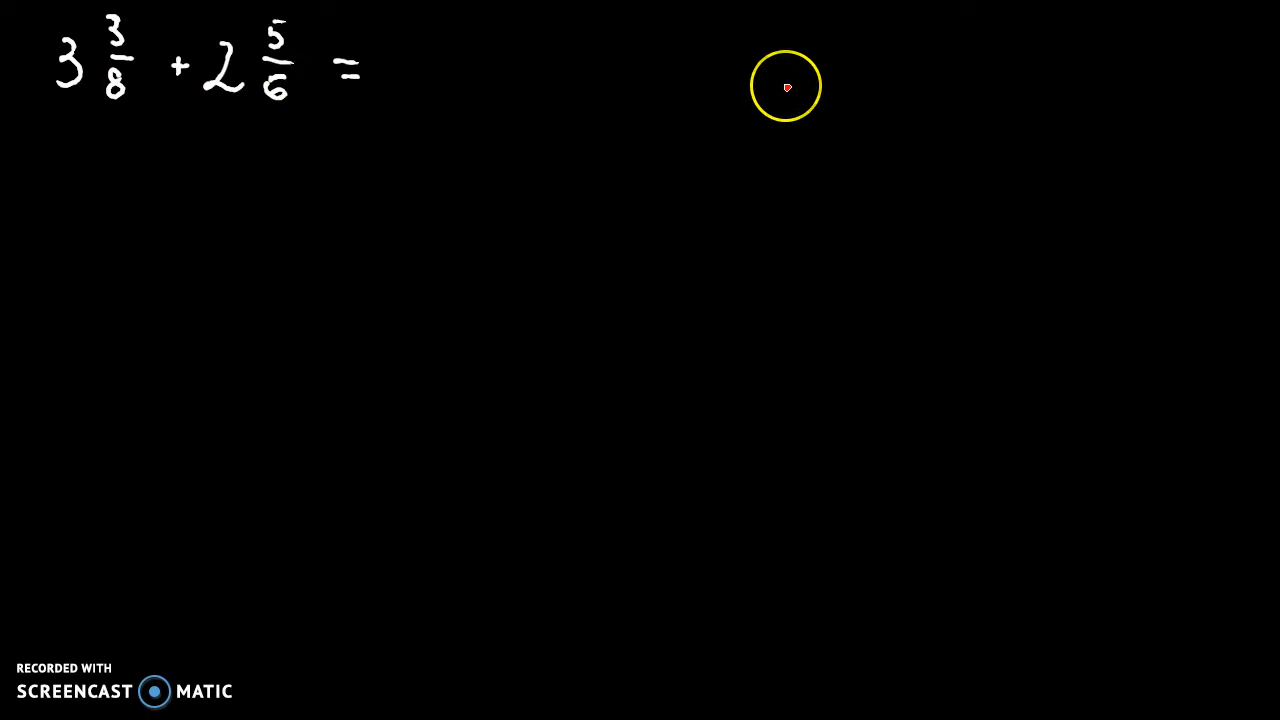 3 3/8 + 2 5/6 =
RECORDED WITH
SCREENCAST MATIC